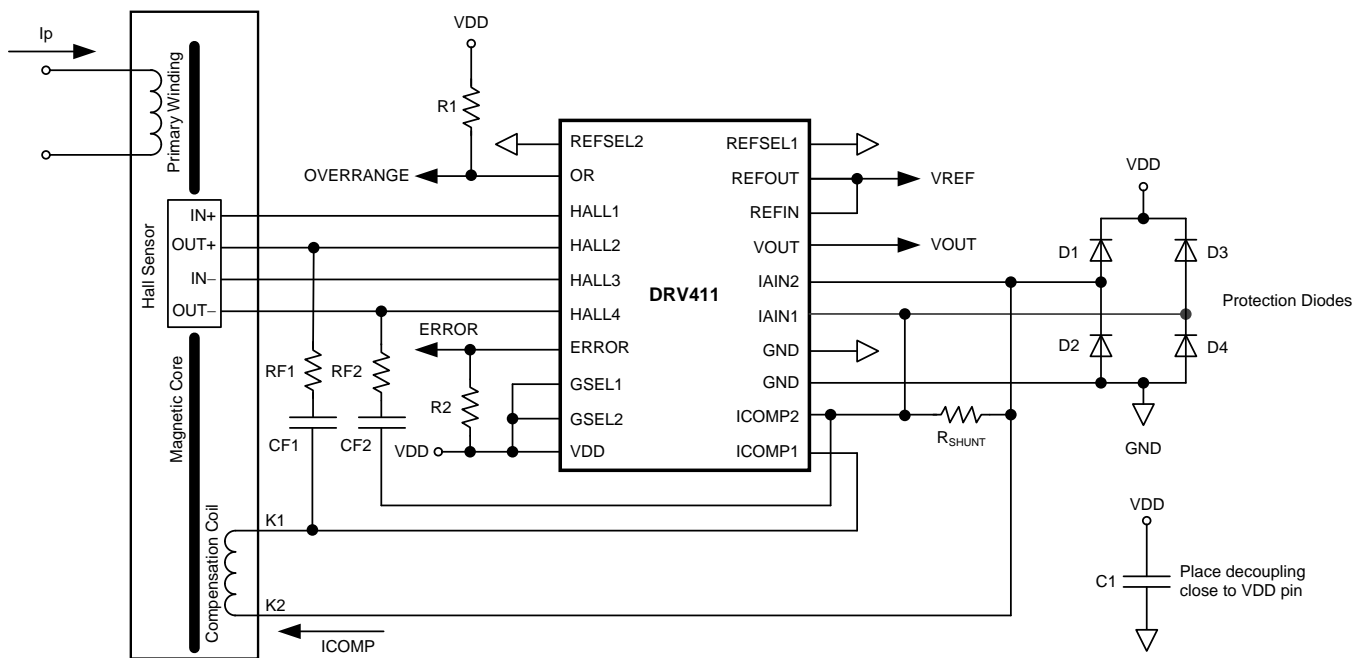 Ip
Primary Winding
Hall Sensor
IN+
OUT+
IN−
OUT−
Magnetic Core
Compensation Coil
K1
K2
ICOMP
VDD
R1
OVERRANGE
ERROR
RF1
RF2
CF1
CF2
R2
VDD
REFSEL2
OR
HALL1
HALL2
HALL3
HALL4
ERROR
GSEL1
GSEL2
VDD
DRV411
REFSEL1
REFOUT
REFIN
VOUT
IAIN2
IAIN1
GND
GND
ICOMP2
ICOMP1
VREF
VOUT
RSHUNT
VDD
D1
D3
D2
D4
Protection Diodes
GND
VDD
C1
Place decoupling
close to VDD pin